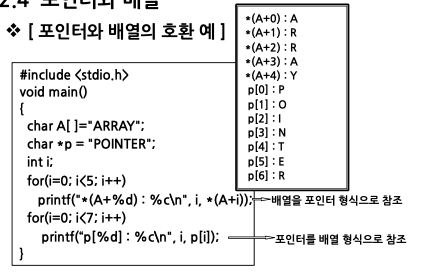 2.4 포인터와 배열
❖ [ 포인터와 배열의 호환 예 ]
*(A+0) : A
*(A+1) : R
*(A+2) : R
*(A+3) : A
*(A+4) : Y
p[0] : P
p[1] : O
p[2] : I
p[3] : N
p[4] : T
p[5] : E
p[6] : R
#include <stdio.h>
void main()
{
char A[ ]="ARRAY";
char *p = "POINTER";
int i;
for(i=0; i<5; i++)
printf("*(A+%d) : %c\n", i, *(A+i)); 배열을 포인터 형식으로 참조
for(i=0; i<7; i++)
printf("p[%d] : %c\n", i, p[i]); 포인터를 배열 형식으로 참조
}